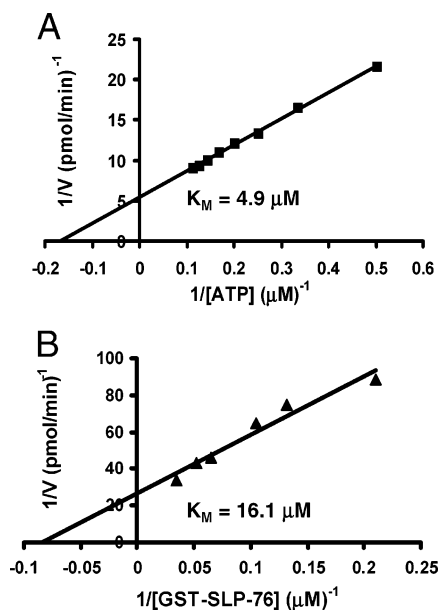 A
1/V (pmol/min)⁻¹
25
20
15
10
5
0
-0.2 -0.1 0 0.1 0.2 0.3 0.4 0.5 0.6
K_M = 4.9 μM
1/[ATP] (μM)⁻¹
B
1/V (pmol/min)⁻¹
100
80
60
40
20
0
-0.1 -0.05 0 0.05 0.1 0.15 0.2 0.25
K_M = 16.1 μM
1/[GST-SLP-76] (μM)⁻¹